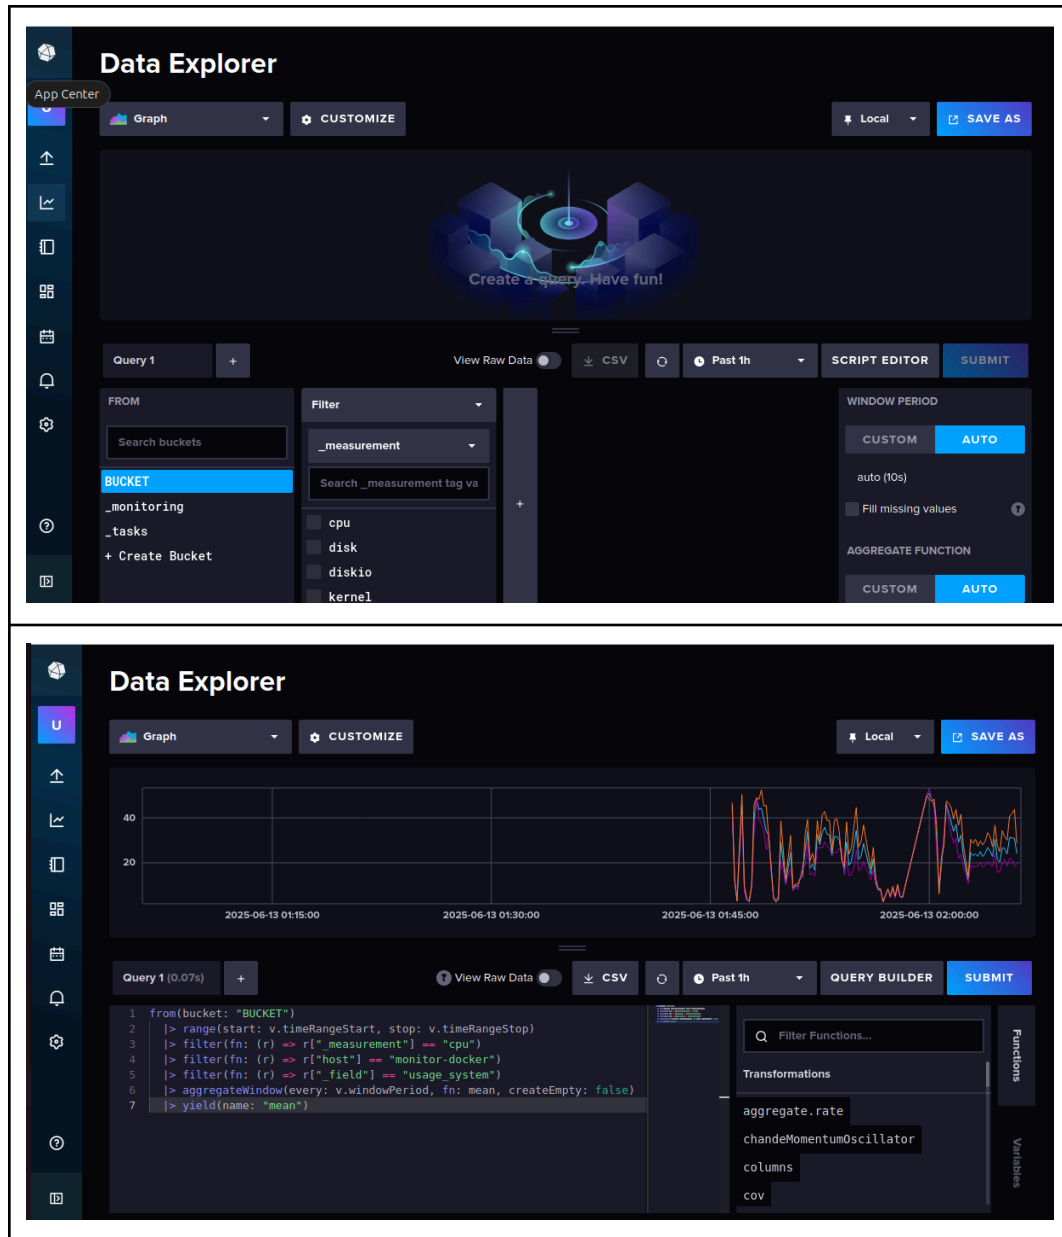 Data Explorer
App Center
U
Graph
CUSTOMIZE
Local
SAVE AS
Create a query. Have fun!
Query 1
+
View Raw Data
CSV
Past 1h
SCRIPT EDITOR
SUBMIT
FROM
Search buckets
BUCKET
_monitoring
_tasks
+ Create Bucket
Filter
_measurement
Search _measurement tag va
cpu
disk
diskio
kernel
+
WINDOW PERIOD
CUSTOM
AUTO
auto (10s)
Fill missing values
?
AGGREGATE FUNCTION
CUSTOM
AUTO
Data Explorer
U
Graph
CUSTOMIZE
Local
SAVE AS
40
20
2025-06-13 01:15:00
2025-06-13 01:30:00
2025-06-13 01:45:00
2025-06-13 02:00:00
Query 1 (0.07s)
+
? View Raw Data
CSV
Past 1h
QUERY BUILDER
SUBMIT
1 from(bucket: "BUCKET")
2 |> range(start: v.timeRangeStart, stop: v.timeRangeStop)
3 |> filter(fn: (r) => r["_measurement"] == "cpu")
4 |> filter(fn: (r) => r["host"] == "monitor-docker")
5 |> filter(fn: (r) => r["_field"] == "usage_system")
6 |> aggregateWindow(every: v.windowPeriod, fn: mean, createEmpty: false)
7 |> yield(name: "mean")
Filter Functions...
Transformations
aggregate.rate
chandeMomentumOscillator
columns
cov
Functions
Variables
?